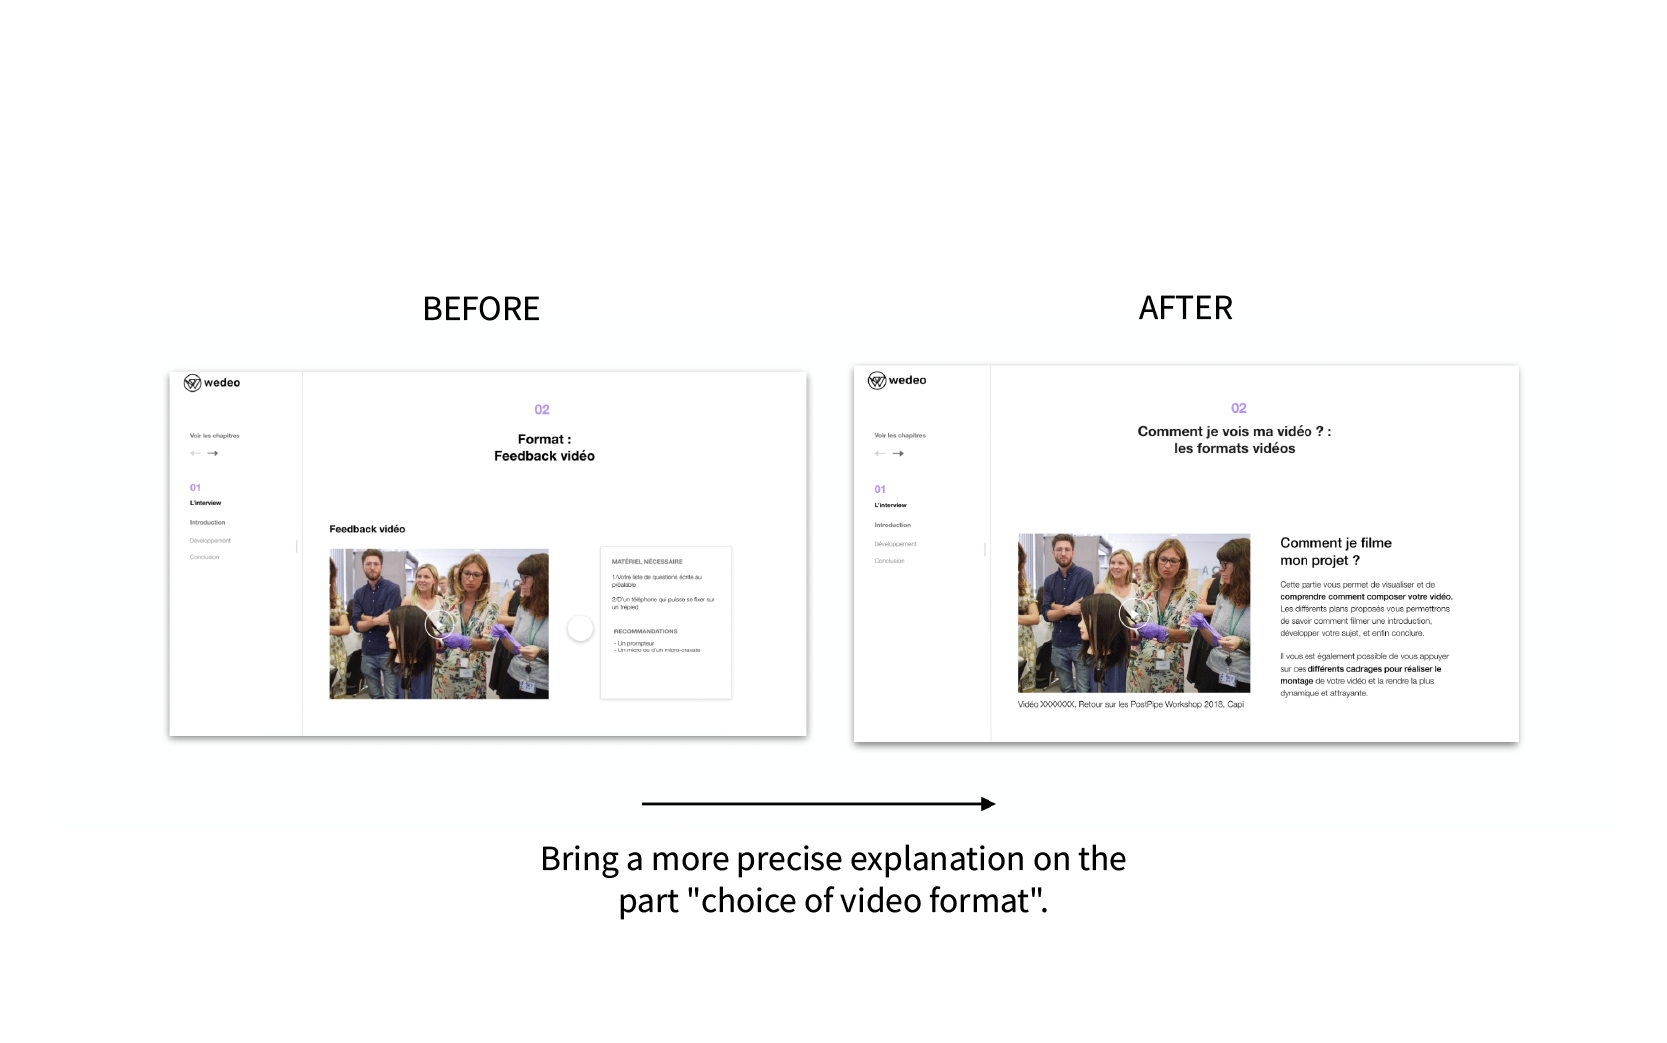 BEFORE
AFTER
wedeo
Voir les chapitres
01
L'interview
Introduction
Développement
Conclusion
02
Format :
Feedback vidéo
Feedback vidéo
MATÉRIEL NÉCESSAIRE
1/Votre liste de questions écrite au
préalable
2/D'un téléphone qui puisse se fixer sur
un trépied
RECOMMANDATIONS
- Un prompteur
- Un micro ou d'un micro-cravate
wedeo
Voir les chapitres
01
L'interview
Introduction
Développement
Conclusion
02
Comment je vois ma vidéo ? :
les formats vidéos
Vidéo XXXXXXX, Retour sur les PostPipe Workshop 2018, Capi
Comment je filme
mon projet ?
Cette partie vous permet de visualiser et de
comprendre comment composer votre vidéo.
Les différents plans proposés vous permettrons
de savoir comment filmer une introduction,
développer votre sujet, et enfin conclure.
Il vous est également possible de vous appuyer
sur ces différents cadrages pour réaliser le
montage de votre vidéo et la rendre la plus
dynamique et attrayante.
Bring a more precise explanation on the
part "choice of video format".